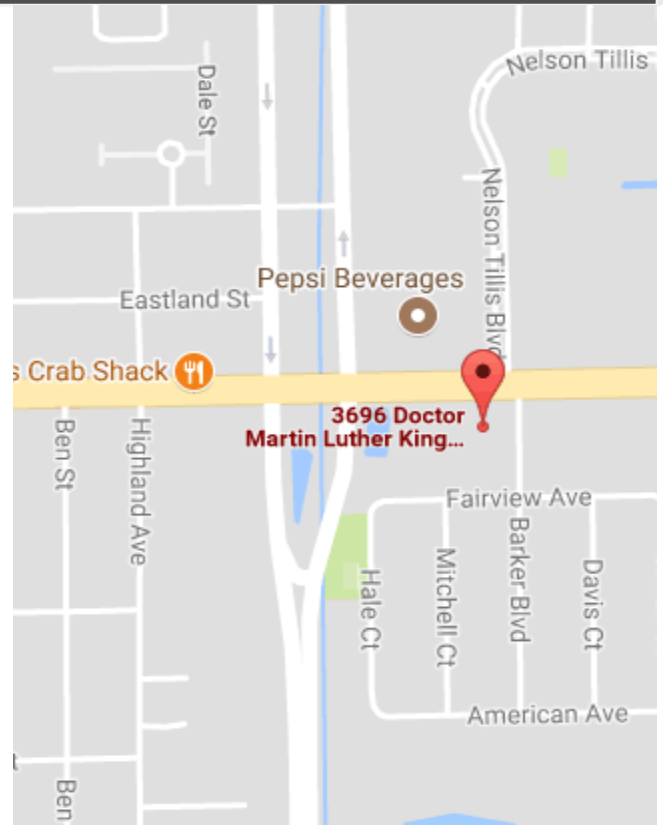 Nelson Tillis
Dale St
Nelson Tillis Blvd
Pepsi Beverages
Eastland St
s Crab Shack
3696 Doctor
Martin Luther King...
Ben St
Highland Ave
Fairview Ave
Barker Blvd
Hale Ct
Mitchell Ct
Davis Ct
American Ave
t
Ben